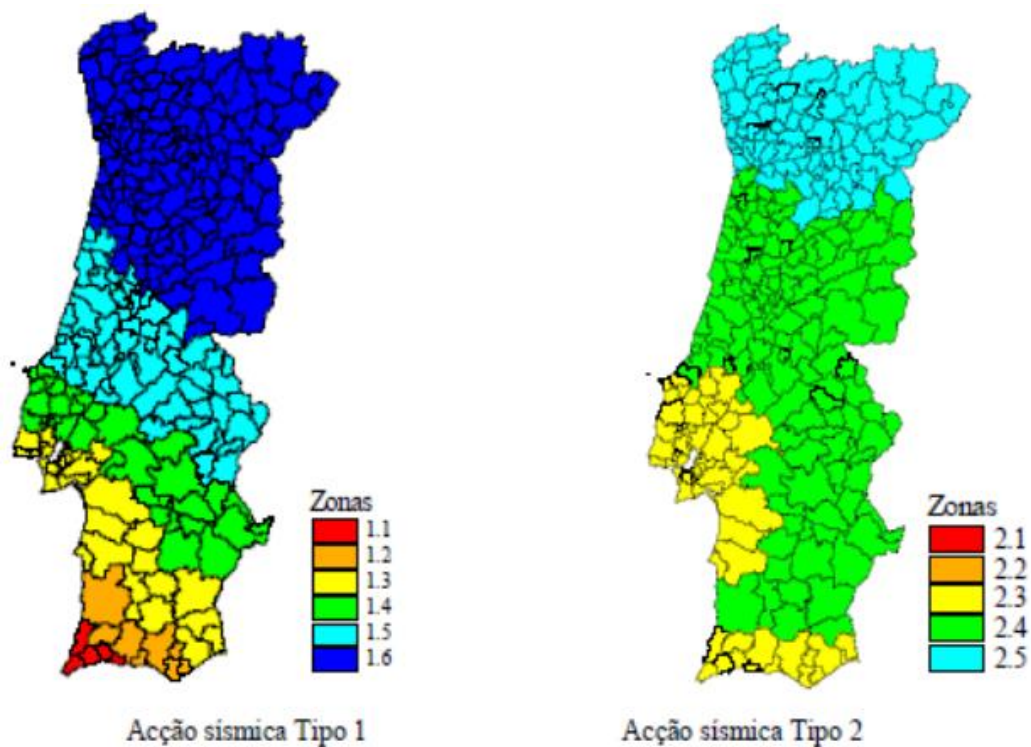 Zonas
1.1
1.2
1.3
1.4
1.5
1.6
Acção sísmica Tipo 1
Zonas
2.1
2.2
2.3
2.4
2.5
Acção sísmica Tipo 2